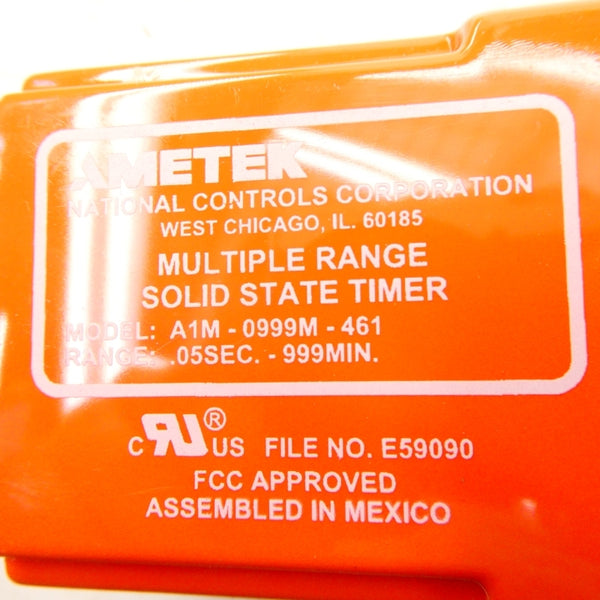 AMETEK
NATIONAL CONTROLS CORPORATION
WEST CHICAGO, IL. 60185
MULTIPLE RANGE
SOLID STATE TIMER
MODEL: A1M - 0999M - 461
RANGE: .05SEC. - 999MIN.
C RU® US FILE NO. E59090
FCC APPROVED
ASSEMBLED IN MEXICO